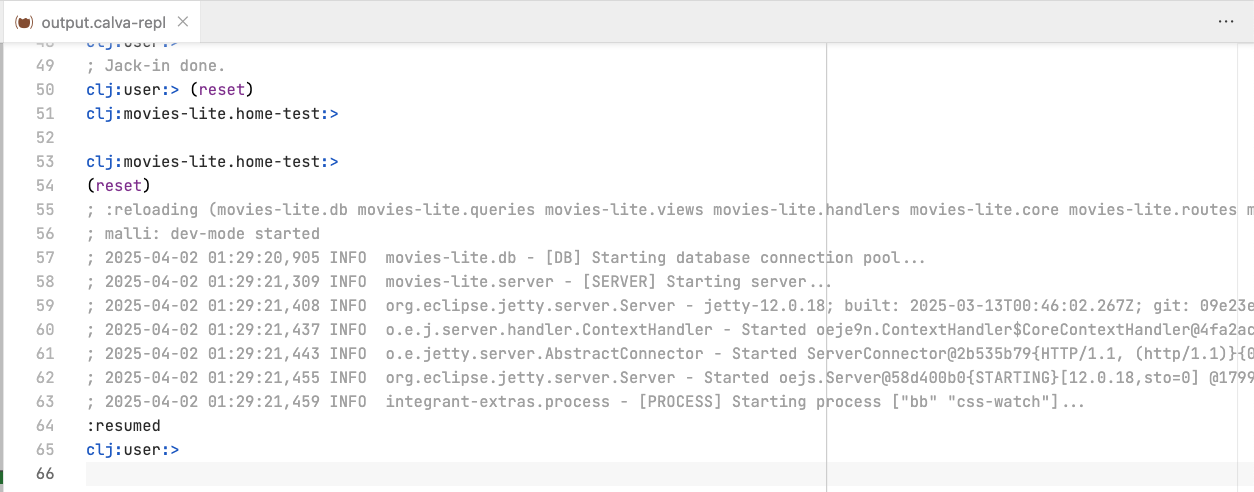 output.calva-repl
48 clj:user:>
49 ; Jack-in done.
50 clj:user:> (reset)
51 clj:movies-lite.home-test:>
52
53 clj:movies-lite.home-test:>
54 (reset)
55 ; :reloading (movies-lite.db movies-lite.queries movies-lite.views movies-lite.handlers movies-lite.core movies-lite.routes m
56 ; malli: dev-mode started
57 ; 2025-04-02 01:29:20,905 INFO  movies-lite.db - [DB] Starting database connection pool...
58 ; 2025-04-02 01:29:21,309 INFO  movies-lite.server - [SERVER] Starting server...
59 ; 2025-04-02 01:29:21,408 INFO  org.eclipse.jetty.server.Server - jetty-12.0.18; built: 2025-03-13T00:46:02.267Z; git: 09e23e
60 ; 2025-04-02 01:29:21,437 INFO  o.e.j.server.handler.ContextHandler - Started oeje9n.ContextHandler$CoreContextHandler@4fa2ac
61 ; 2025-04-02 01:29:21,443 INFO  o.e.jetty.server.AbstractConnector - Started ServerConnector@2b535b79{HTTP/1.1, (http/1.1)}{0
62 ; 2025-04-02 01:29:21,455 INFO  org.eclipse.jetty.server.Server - Started oejs.Server@58d400b0{STARTING}[12.0.18,sto=0] @1799
63 ; 2025-04-02 01:29:21,459 INFO  integrant-extras.process - [PROCESS] Starting process ["bb" "css-watch"]...
64 :resumed
65 clj:user:>
66